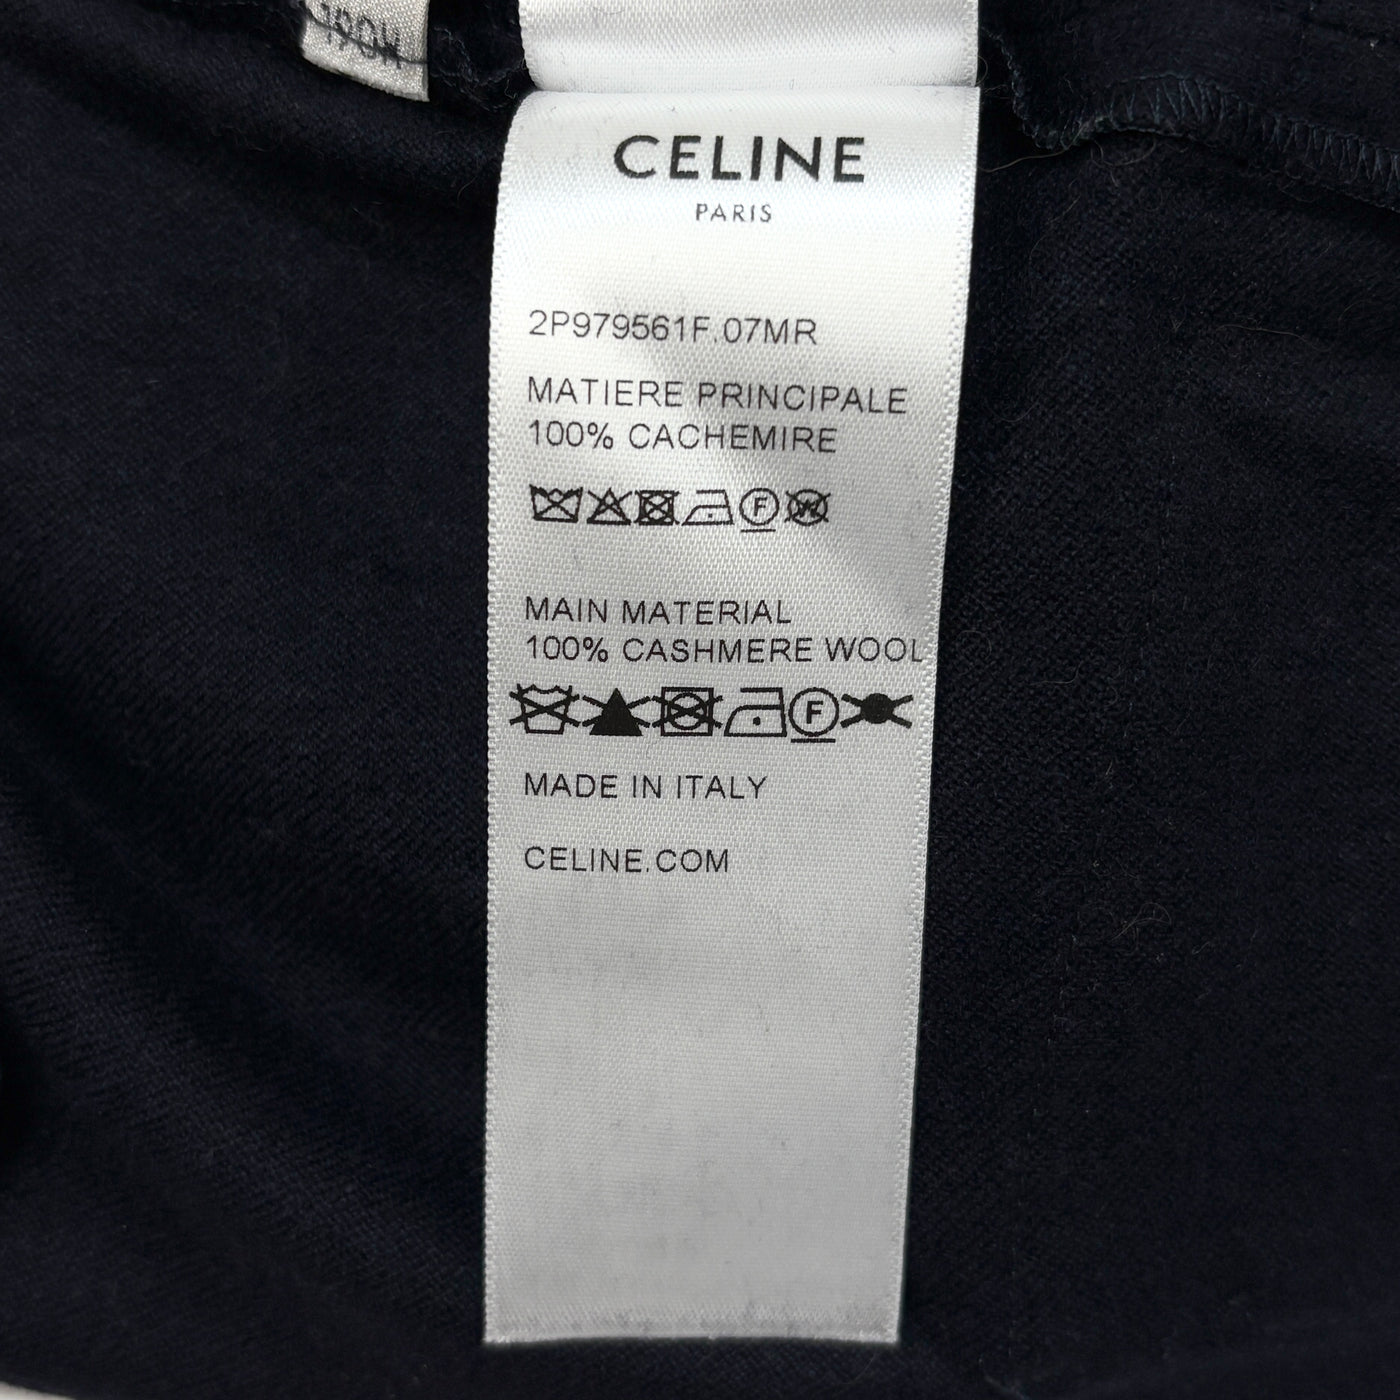 CELINE
PARIS
2P979561F.07MR
MATIERE PRINCIPALE
100% CACHEMIRE
F W
MAIN MATERIAL
100% CASHMERE WOOL
F
MADE IN ITALY
CELINE.COM